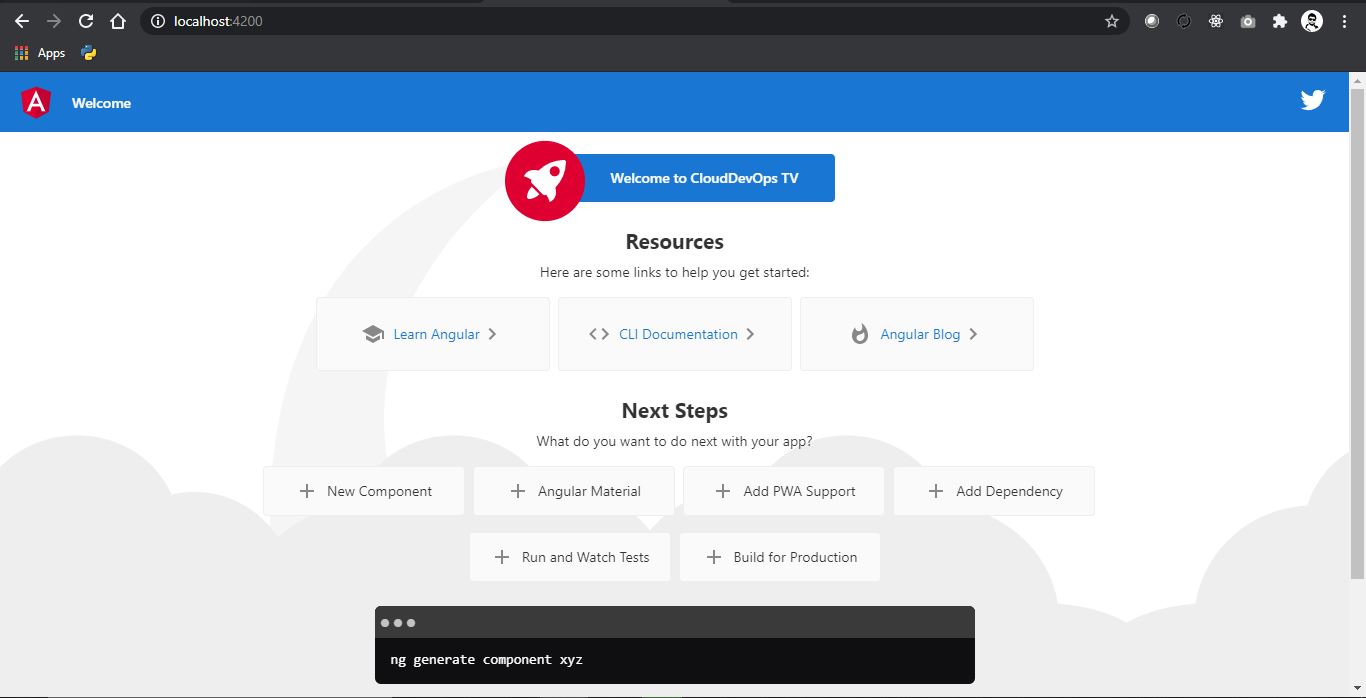 localhost:4200
Apps
Welcome
Welcome to CloudDevOps TV
Resources
Here are some links to help you get started:
Learn Angular
CLI Documentation
Angular Blog
Next Steps
What do you want to do next with your app?
New Component
Angular Material
Add PWA Support
Add Dependency
Run and Watch Tests
Build for Production
ng generate component xyz